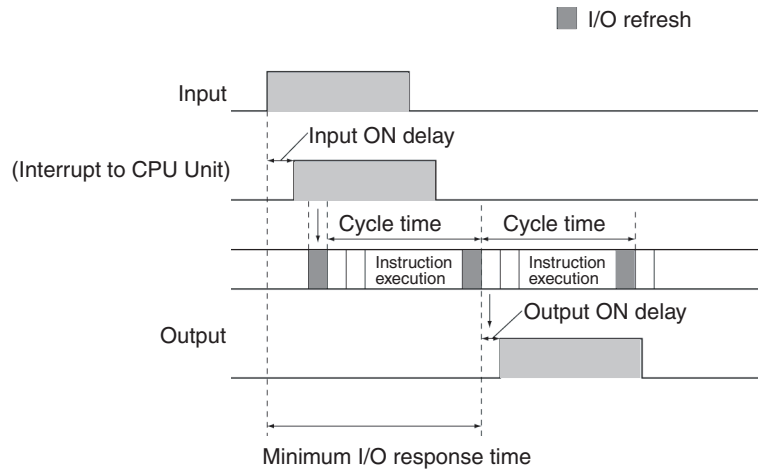 I/O refresh
Input
Input ON delay
(Interrupt to CPU Unit)
Cycle time
Cycle time
Instruction
execution
Instruction
execution
Output ON delay
Output
Minimum I/O response time